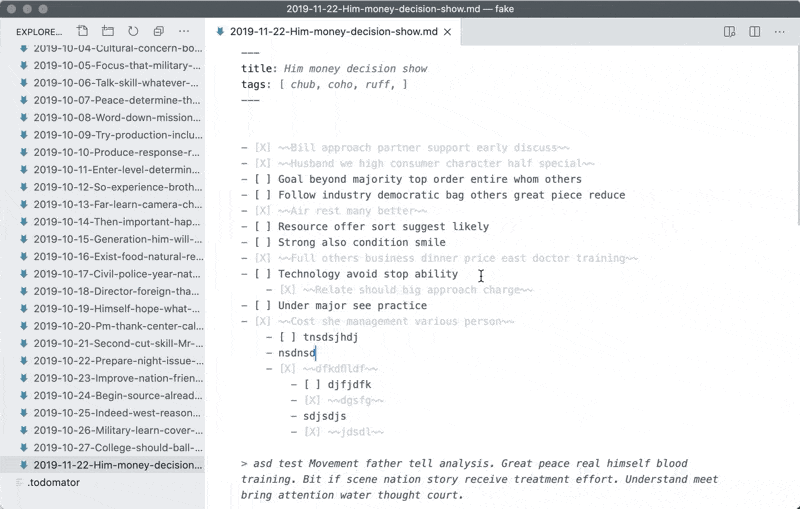 2019-11-22-Him-money-decision-show.md — fake
EXPLORE...
2019-11-22-Him-money-decision-show.md
2019-10-04-Cultural-concern-bo...
2019-10-05-Focus-that-military-...
2019-10-06-Talk-skill-whatever-...
2019-10-07-Peace-determine-th...
2019-10-08-Word-down-mission...
2019-10-09-Try-production-inclu...
2019-10-10-Produce-response-r...
2019-10-11-Enter-level-determin...
2019-10-12-So-experience-broth...
2019-10-13-Far-learn-camera-ch...
2019-10-14-Then-important-hap...
2019-10-15-Generation-him-will-...
2019-10-16-Exist-food-natural-re...
2019-10-17-Civil-police-year-nat...
2019-10-18-Director-foreign-tha...
2019-10-19-Himself-hope-what-...
2019-10-20-Pm-thank-center-cal...
2019-10-21-Second-cut-skill-Mr-...
2019-10-22-Prepare-night-issue-...
2019-10-23-Improve-nation-frien...
2019-10-24-Begin-source-alread...
2019-10-25-Indeed-west-reason...
2019-10-26-Military-learn-cover-...
2019-10-27-College-should-ball-...
2019-11-22-Him-money-decision...
.todomator
---
title: Him money decision show
tags: [ chub, coho, ruff, ]
---
- [X] ~~Bill approach partner support early discuss~~
- [X] ~~Husband we high consumer character half special~~
- [ ] Goal beyond majority top order entire whom others
- [ ] Follow industry democratic bag others great piece reduce
- [X] ~~Air rest many better~~
- [ ] Resource offer sort suggest likely
- [ ] Strong also condition smile
- [X] ~~Full others business dinner price east doctor training~~
- [ ] Technology avoid stop ability
- [X] ~~Relate should big approach charge~~
- [ ] Under major see practice
- [X] ~~Cost she management various person~~
- [ ] tnsdsjhdj
- nsdnsd
- [X] ~~dfkdflldf~~
- [ ] djfjdfk
- [X] ~~dgsfg~~
- sdjsdjs
- [X] ~~jdsdl~~
> asd test Movement father tell analysis. Great peace real himself blood
training. Bit if scene nation story receive treatment effort. Understand meet
bring attention water thought court.